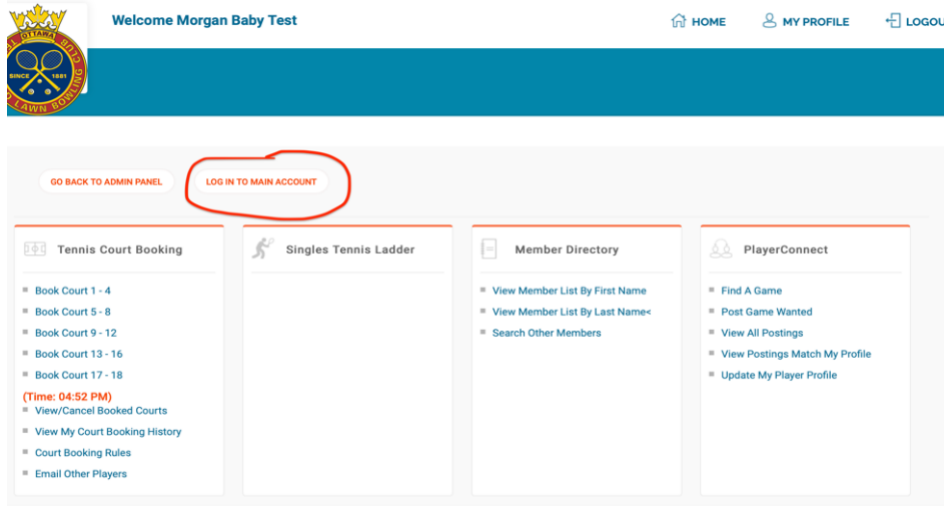 Welcome Morgan Baby Test
HOME
MY PROFILE
OTTAWA
SINCE 1881
LAWN BOWLING CLUB
GO BACK TO ADMIN PANEL
LOG IN TO MAIN ACCOUNT
Tennis Court Booking
Book Court 1 - 4
Book Court 5 - 8
Book Court 9 - 12
Book Court 13 - 16
Book Court 17 - 18
(Time: 04:52 PM)
View/Cancel Booked Courts
View My Court Booking History
Court Booking Rules
Email Other Players
Singles Tennis Ladder
Member Directory
View Member List By First Name
View Member List By Last Name<
Search Other Members
PlayerConnect
Find A Game
Post Game Wanted
View All Postings
View Postings Match My Profile
Update My Player Profile